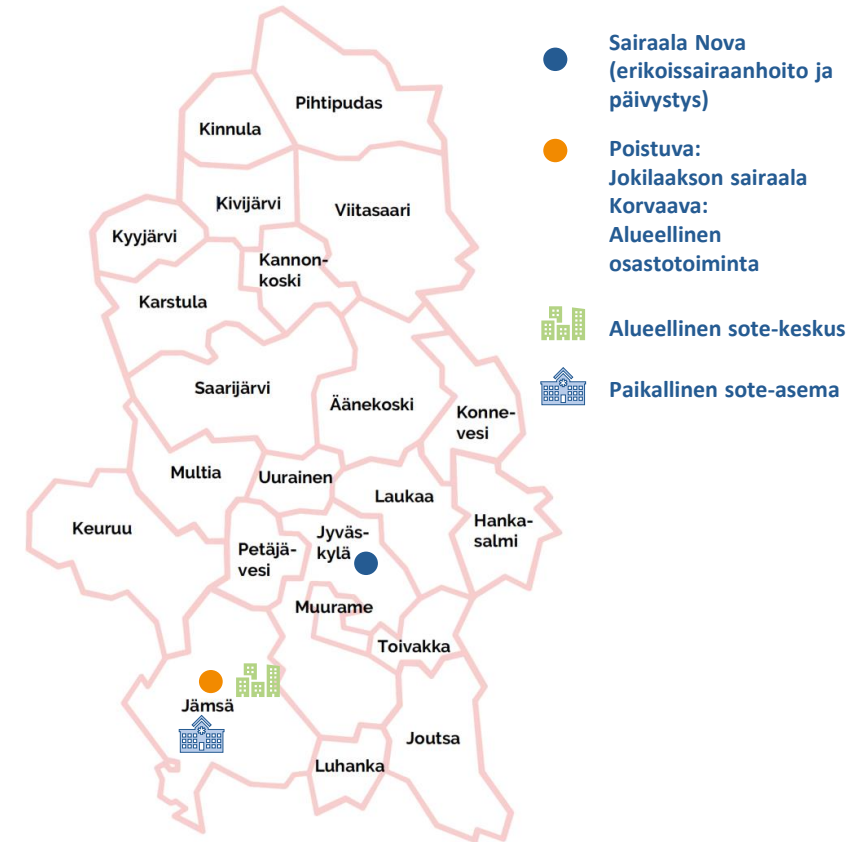 Sairaala Nova
(erikoissairaanhoito ja
päivystys)
Poistuva:
Jokilaakson sairaala
Korvaava:
Alueellinen
osastotoiminta
Alueellinen sote-keskus
Paikallinen sote-asema
Pihtipudas
Kinnula
Kivijärvi
Viitasaari
Kyyjärvi
Kannon-
koski
Karstula
Saarijärvi
Äänekoski
Konne-
vesi
Multia
Uurainen
Laukaa
Keuruu
Hanka-
salmi
Petäjä-
vesi
Jyväs-
kylä
Muurame
Toivakka
Jämsä
Joutsa
Luhanka